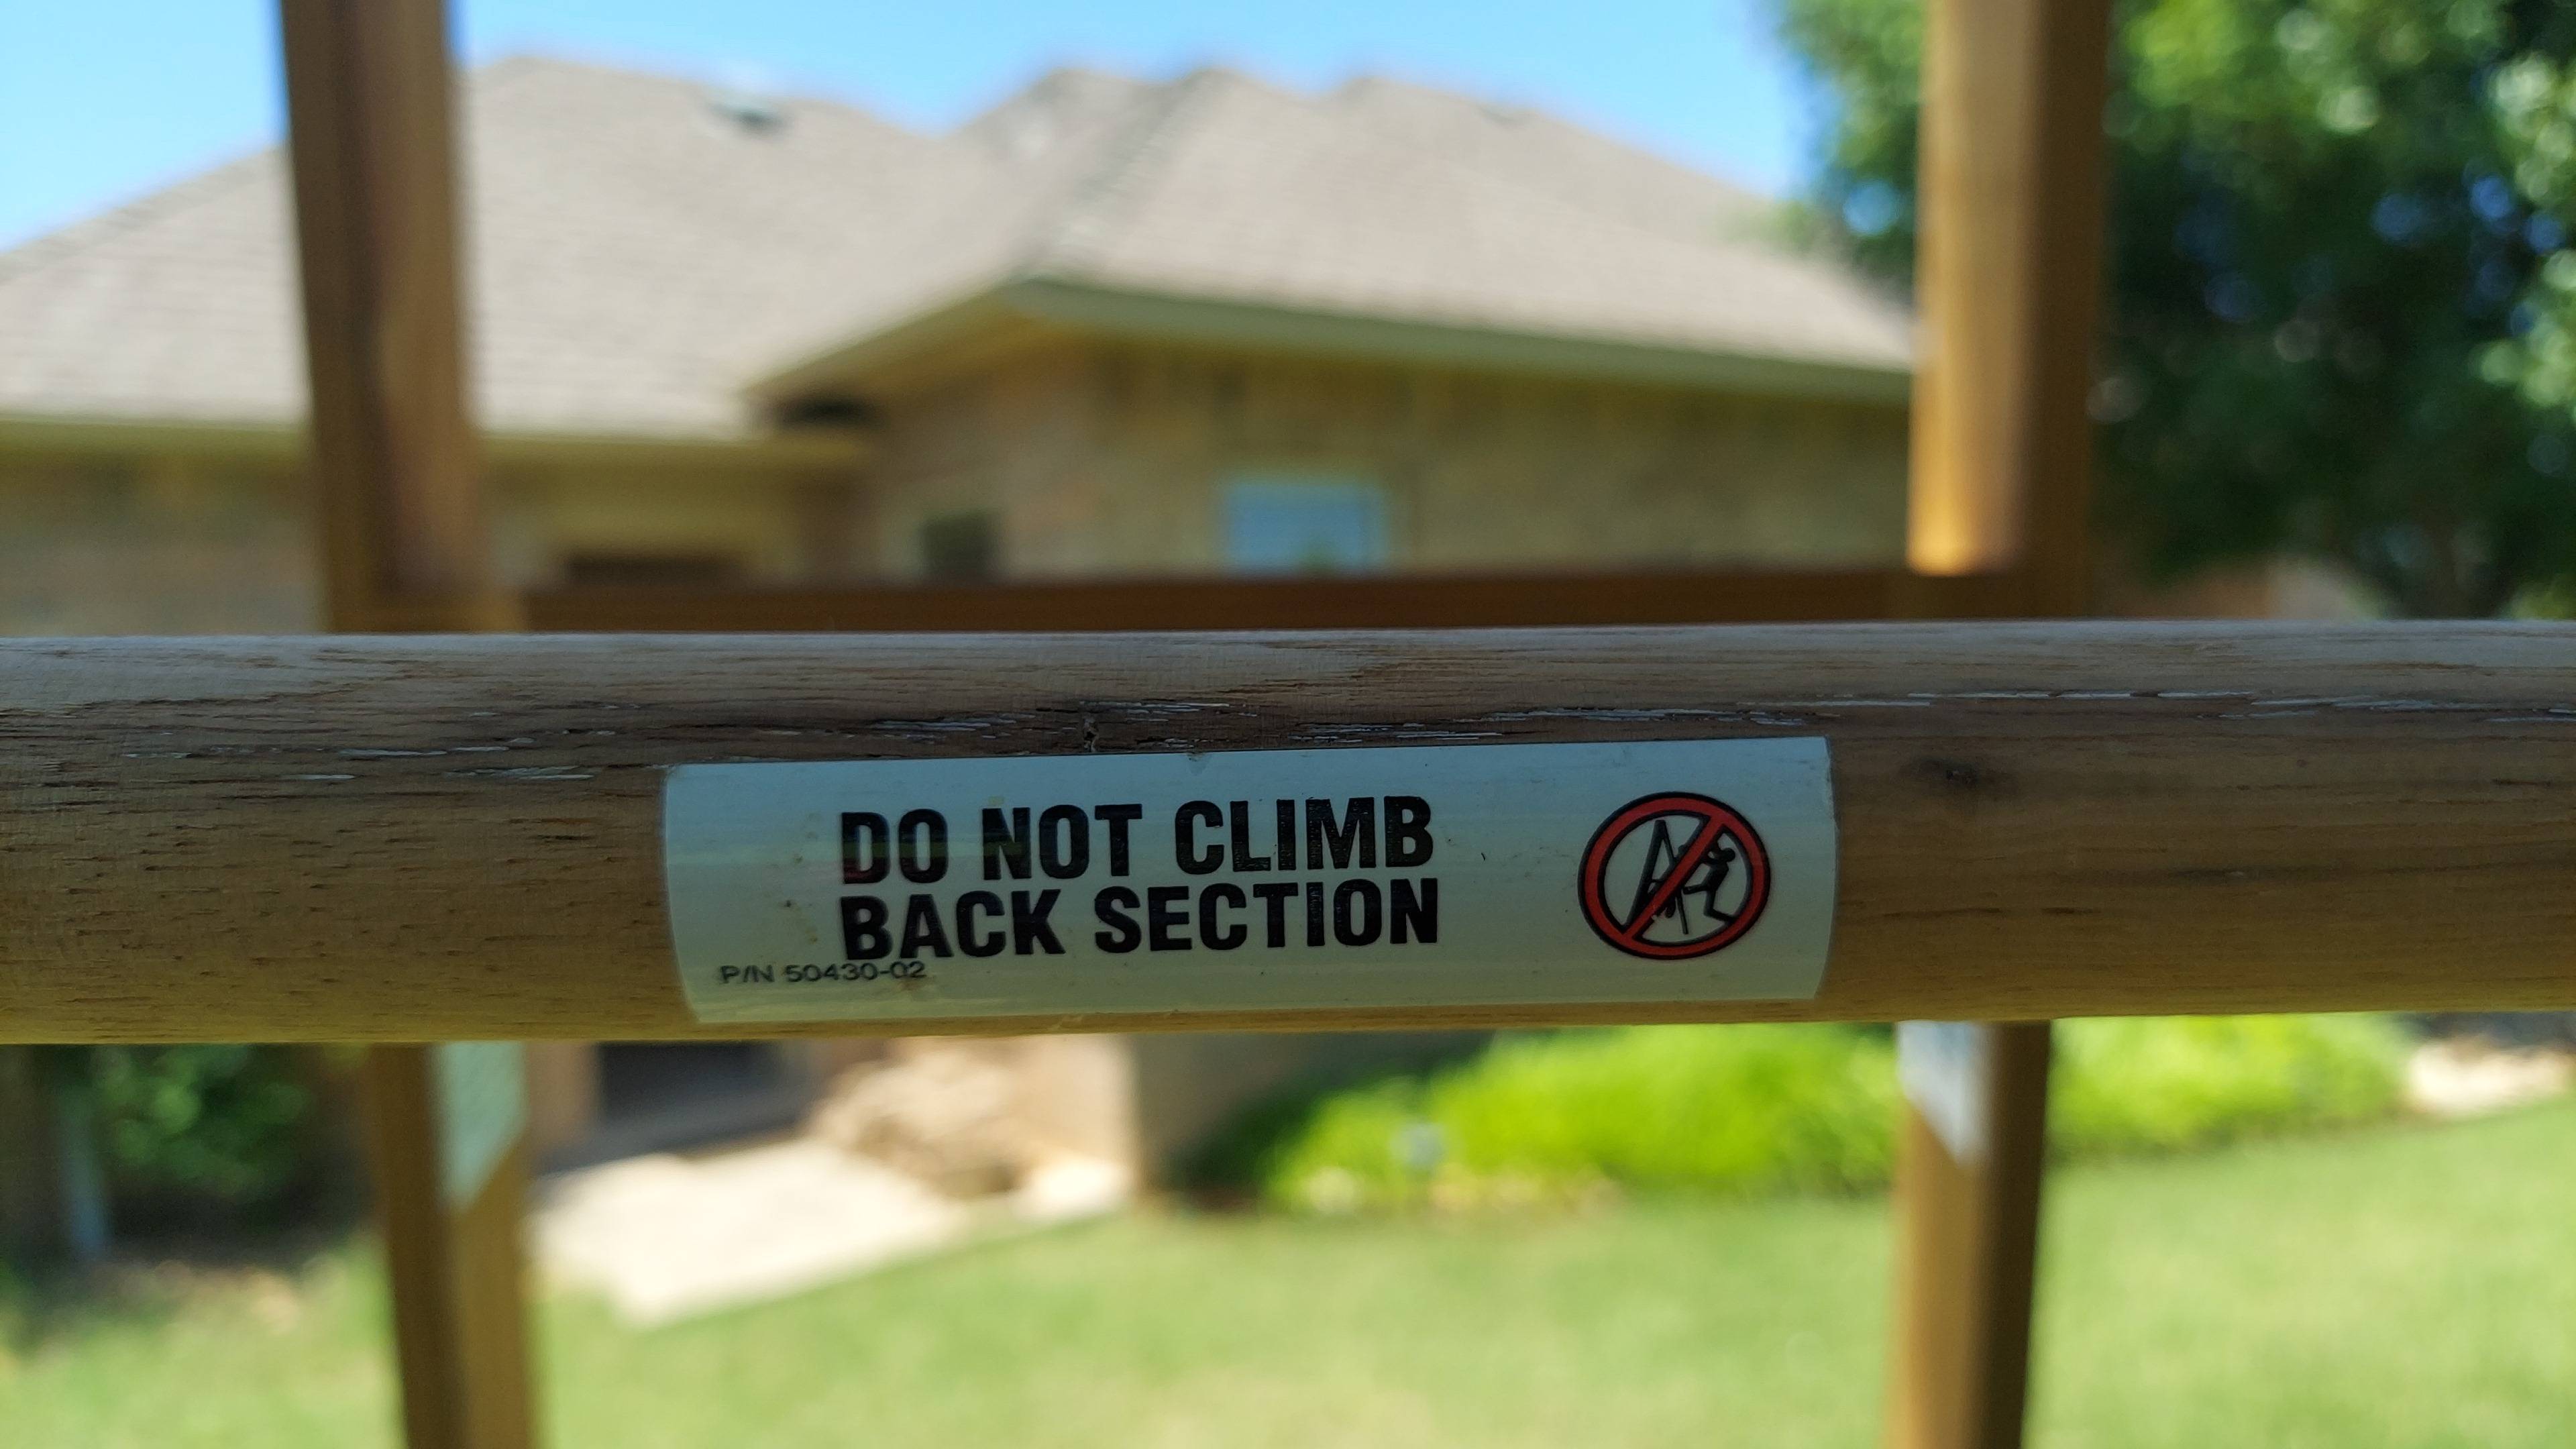 DO NOT CLIMB
BACK SECTION
P/N 50430-02